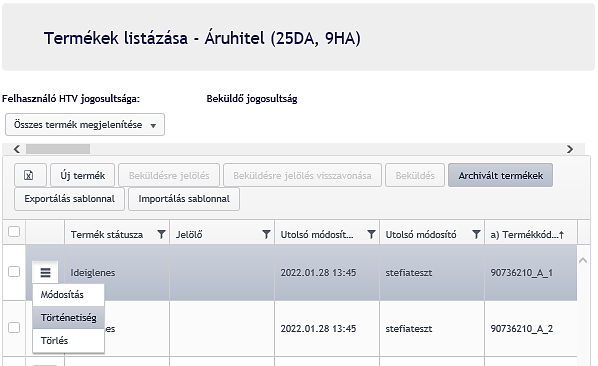 Termékek listázása - Áruhitel (25DA, 9HA)
Felhasználó HTV jogosultsága: Beküldő jogosultság
Összes termék megjelenítése
Új termék Beküldésre jelölés Beküldésre jelölés visszavonása Beküldés Archivált termékek
Exportálás sablonnal Importálás sablonnal
Termék státusza Jelölő Utolsó módosít... Utolsó módosító a) Termékkód...↑
Ideiglenes 2022.01.28 13:45 stefiateszt 90736210_A_1
Módosítás
Történetiség
es 2022.01.28 13:45 stefiateszt 90736210_A_2
Törlés